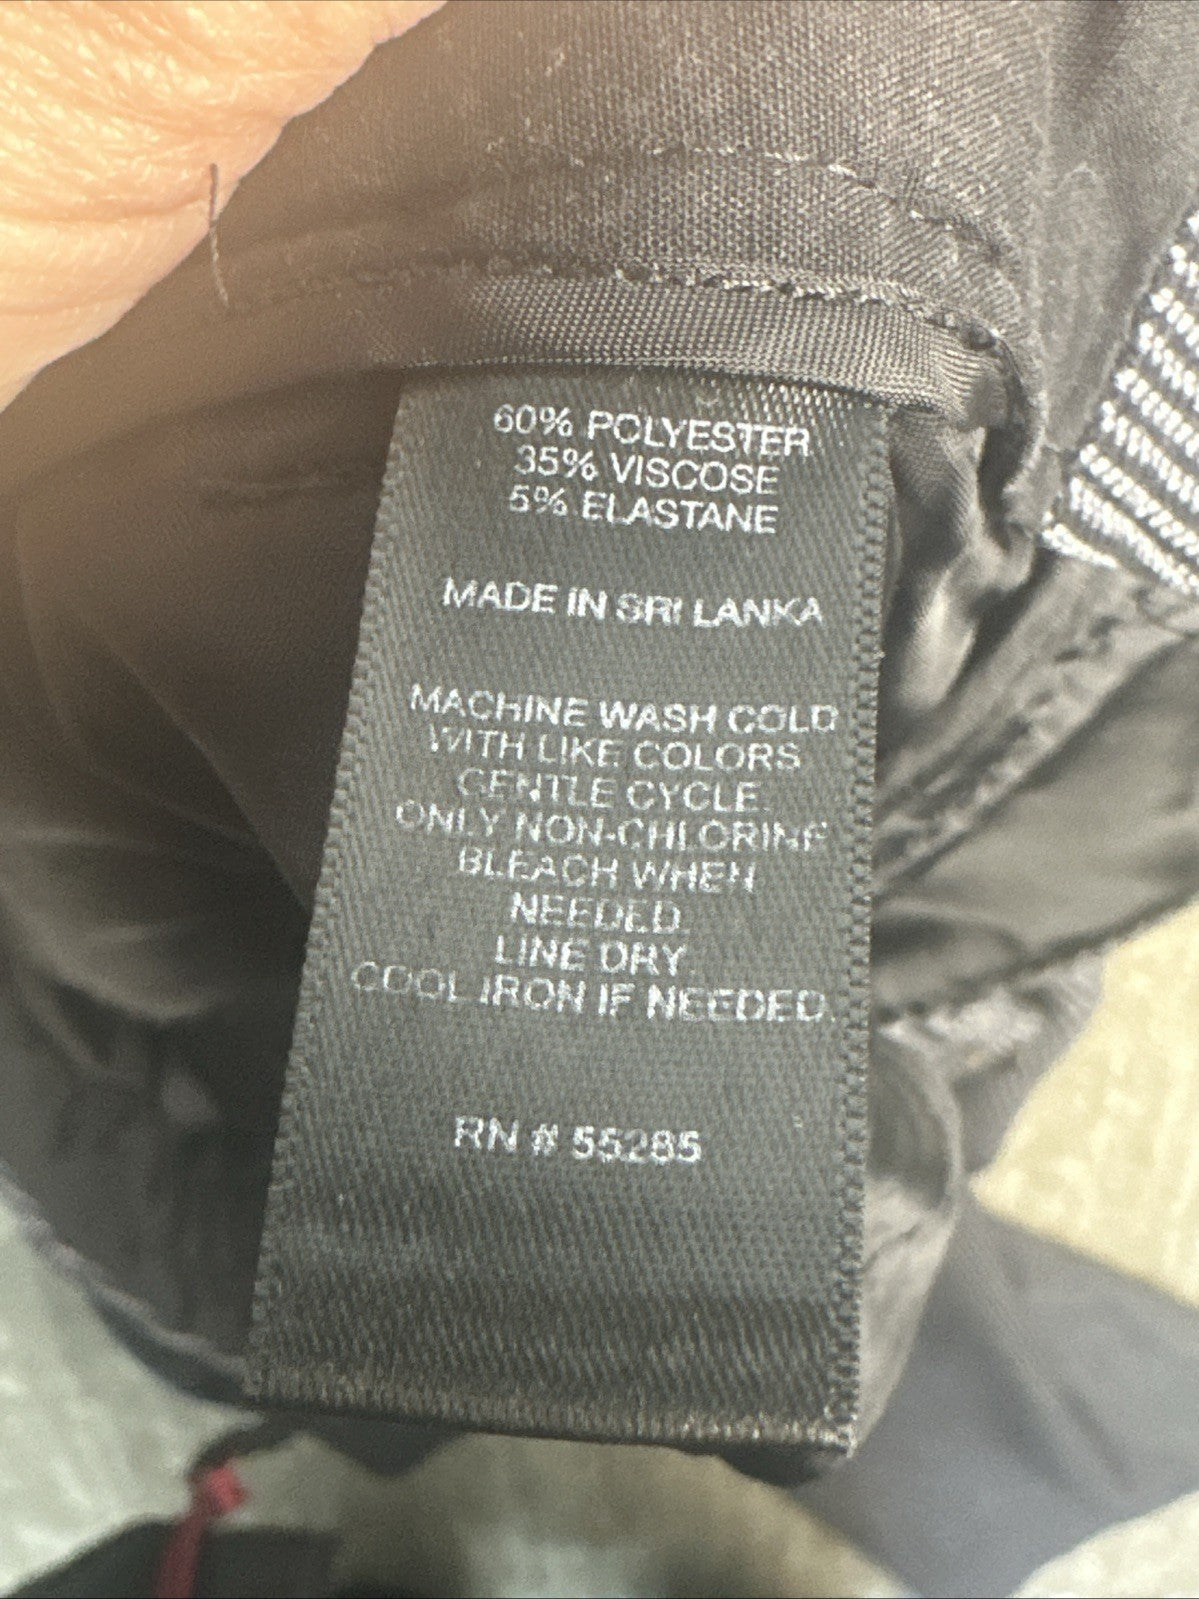 60% POLYESTER
35% VISCOSE
5% ELASTANE
MADE IN SRI LANKA
MACHINE WASH COLD
WITH LIKE COLORS
GENTLE CYCLE.
ONLY NON-CHLORINE
BLEACH WHEN
NEEDED.
LINE DRY.
COOL IRON IF NEEDED.
RN # 55285